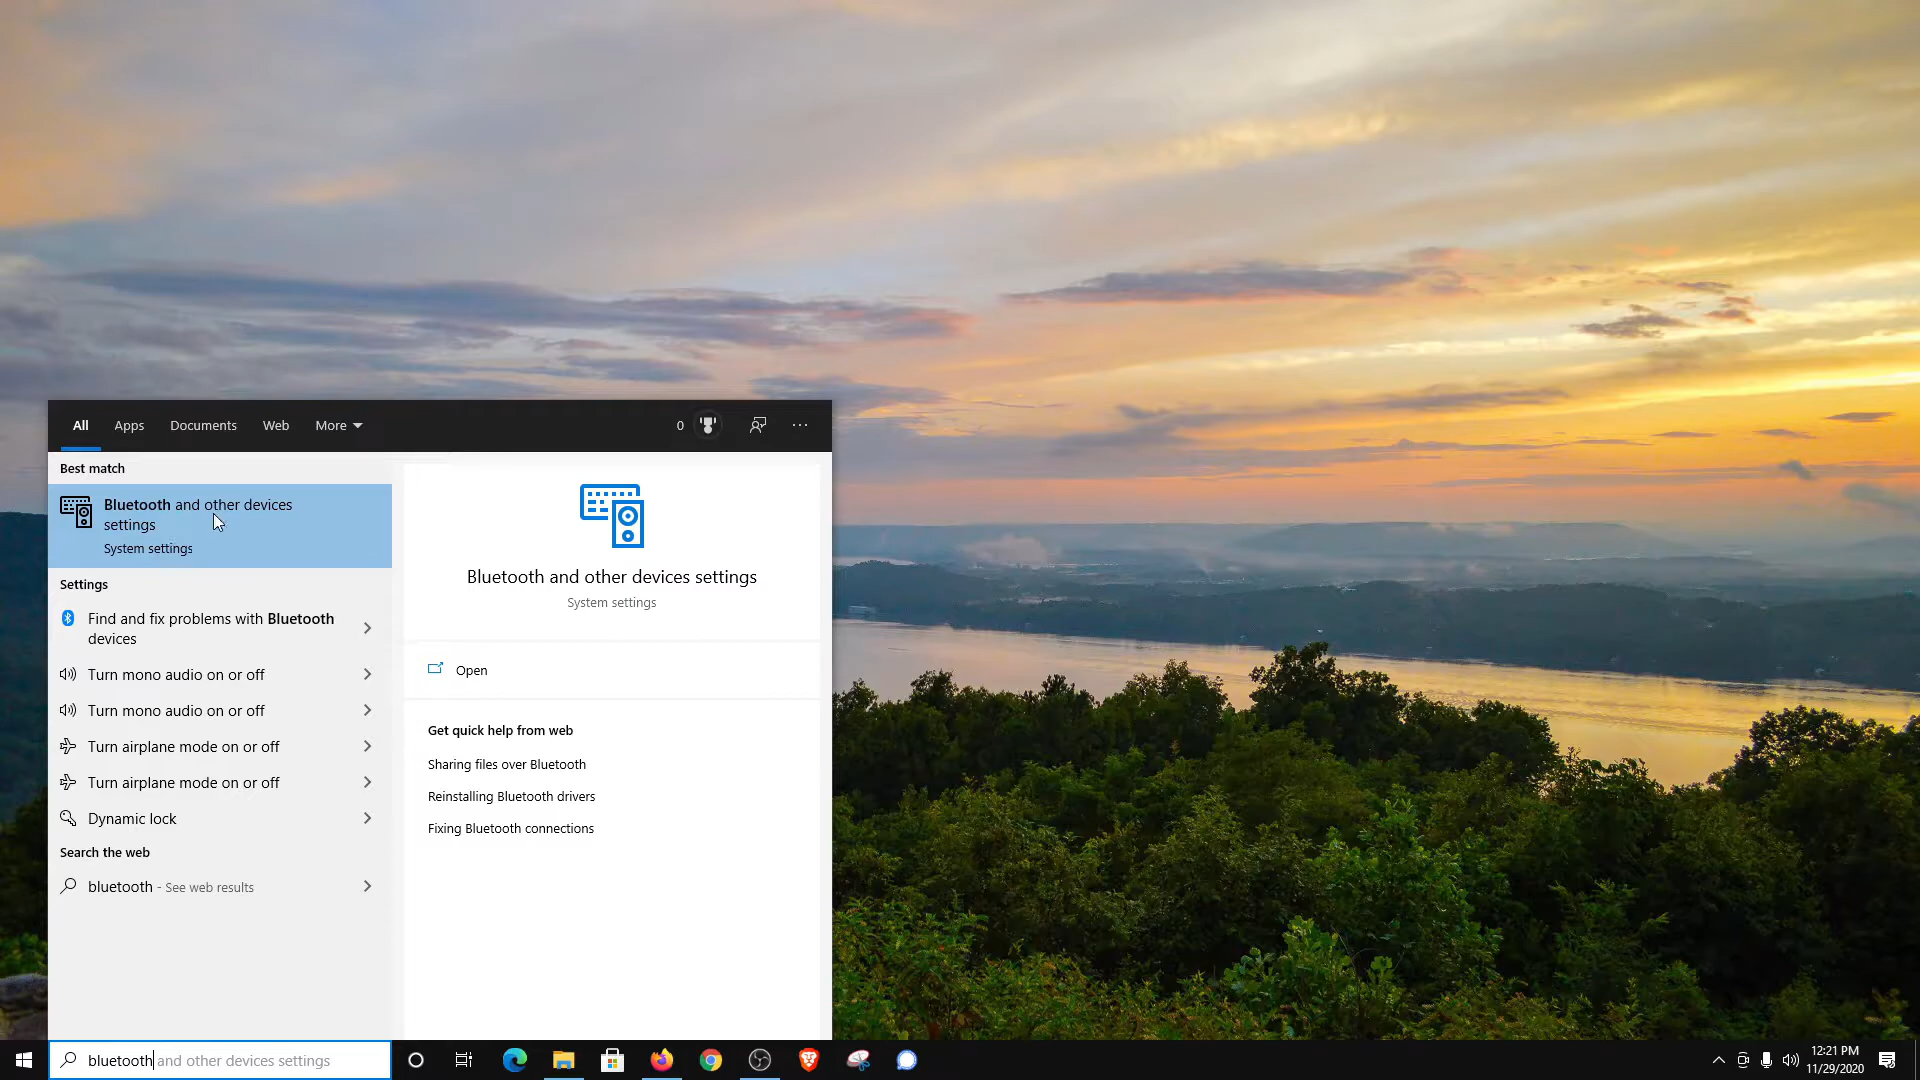 All Apps Documents Web More 0 ...
Best match
Bluetooth and other devices
settings
System settings
Settings
Find and fix problems with Bluetooth
devices
Turn mono audio on or off
Turn mono audio on or off
Turn airplane mode on or off
Turn airplane mode on or off
Dynamic lock
Search the web
bluetooth - See web results
Bluetooth and other devices settings
System settings
Open
Get quick help from web
Sharing files over Bluetooth
Reinstalling Bluetooth drivers
Fixing Bluetooth connections
bluetooth and other devices settings
12:21 PM
11/29/2020